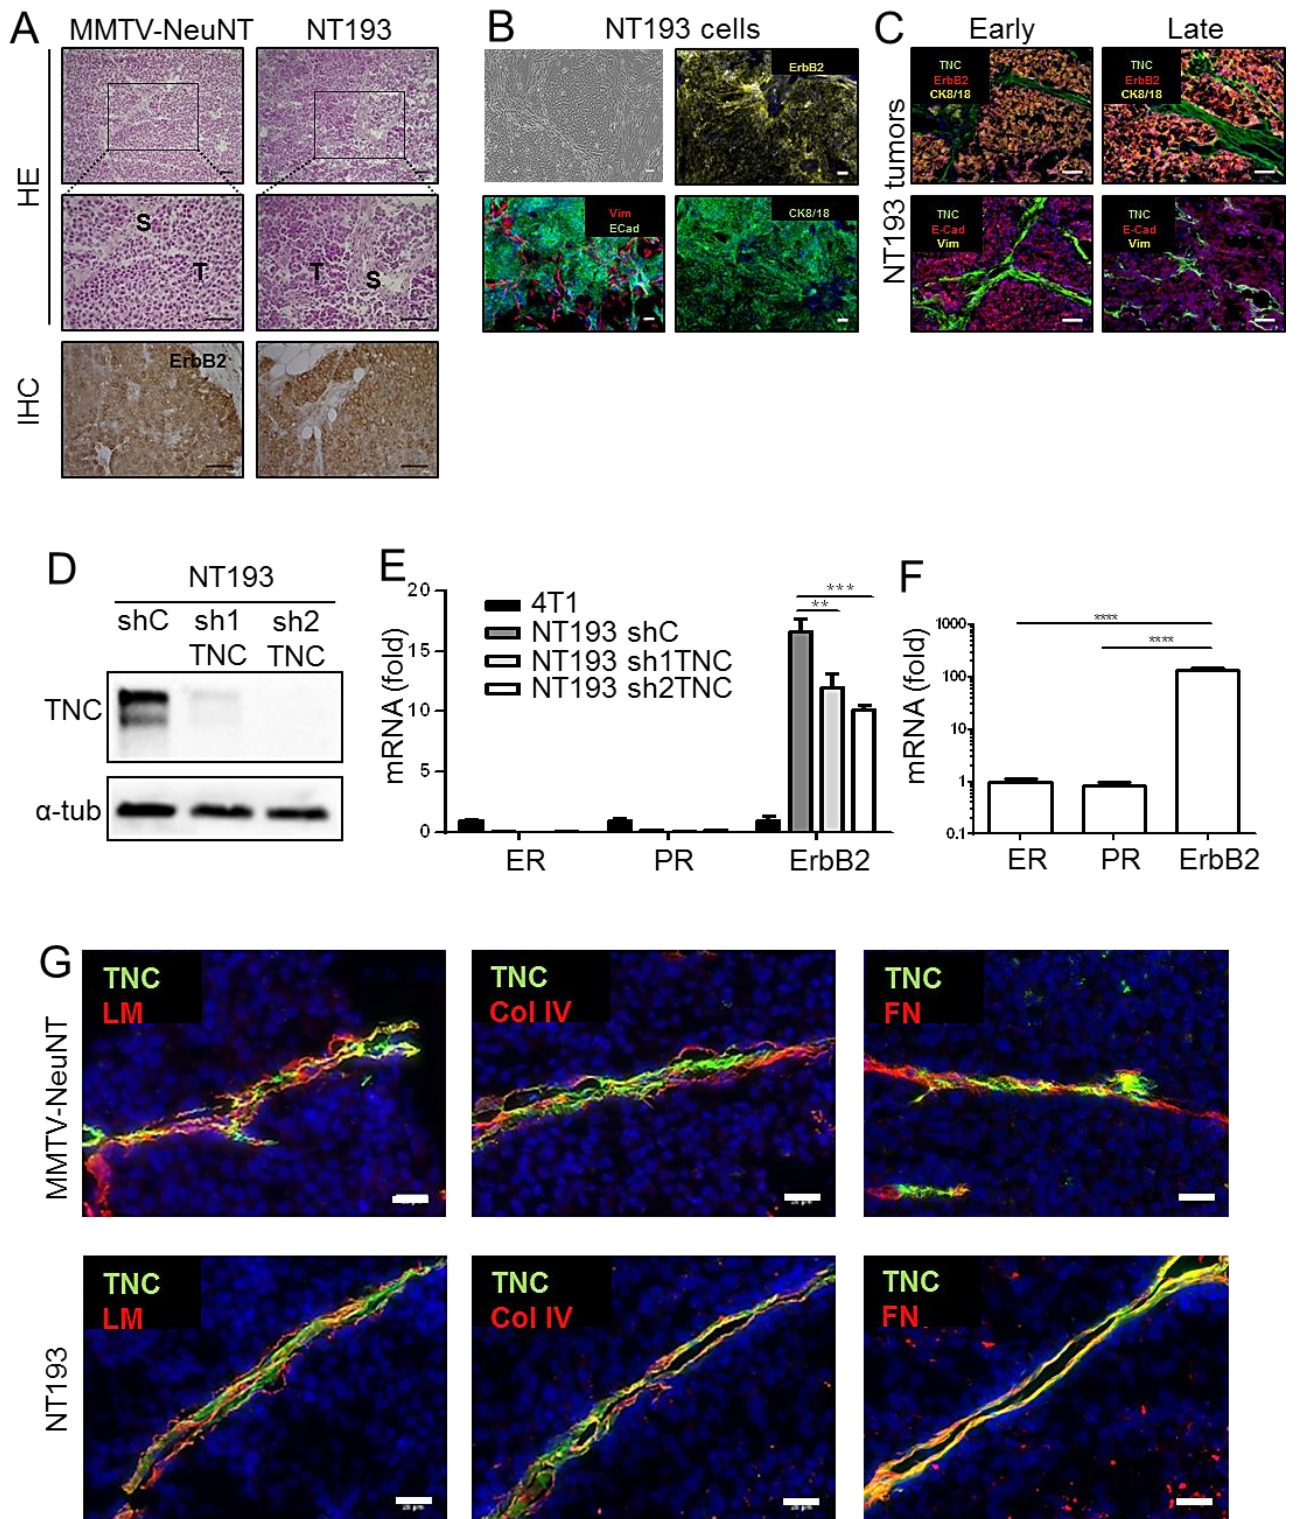 A
MMTV-NeuNT
NT193
HE
S
T
T
S
IHC
ErbB2
B
NT193 cells
ErbB2
Vim
ECad
CK8/18
C
Early
Late
NT193 tumors
TNC
ErbB2
CK8/18
TNC
ErbB2
CK8/18
TNC
E-Cad
Vim
TNC
E-Cad
Vim
D
NT193
shC sh1 sh2
TNC TNC
TNC
α-tub
E
mRNA (fold)
20
15
10
5
0
4T1
NT193 shC
NT193 sh1TNC
NT193 sh2TNC
***
**
ER PR ErbB2
F
mRNA (fold)
1000
100
10
1
0.1
****
****
ER PR ErbB2
G
MMTV-NeuNT
TNC
LM
TNC
Col IV
TNC
FN
NT193
TNC
LM
TNC
Col IV
TNC
FN